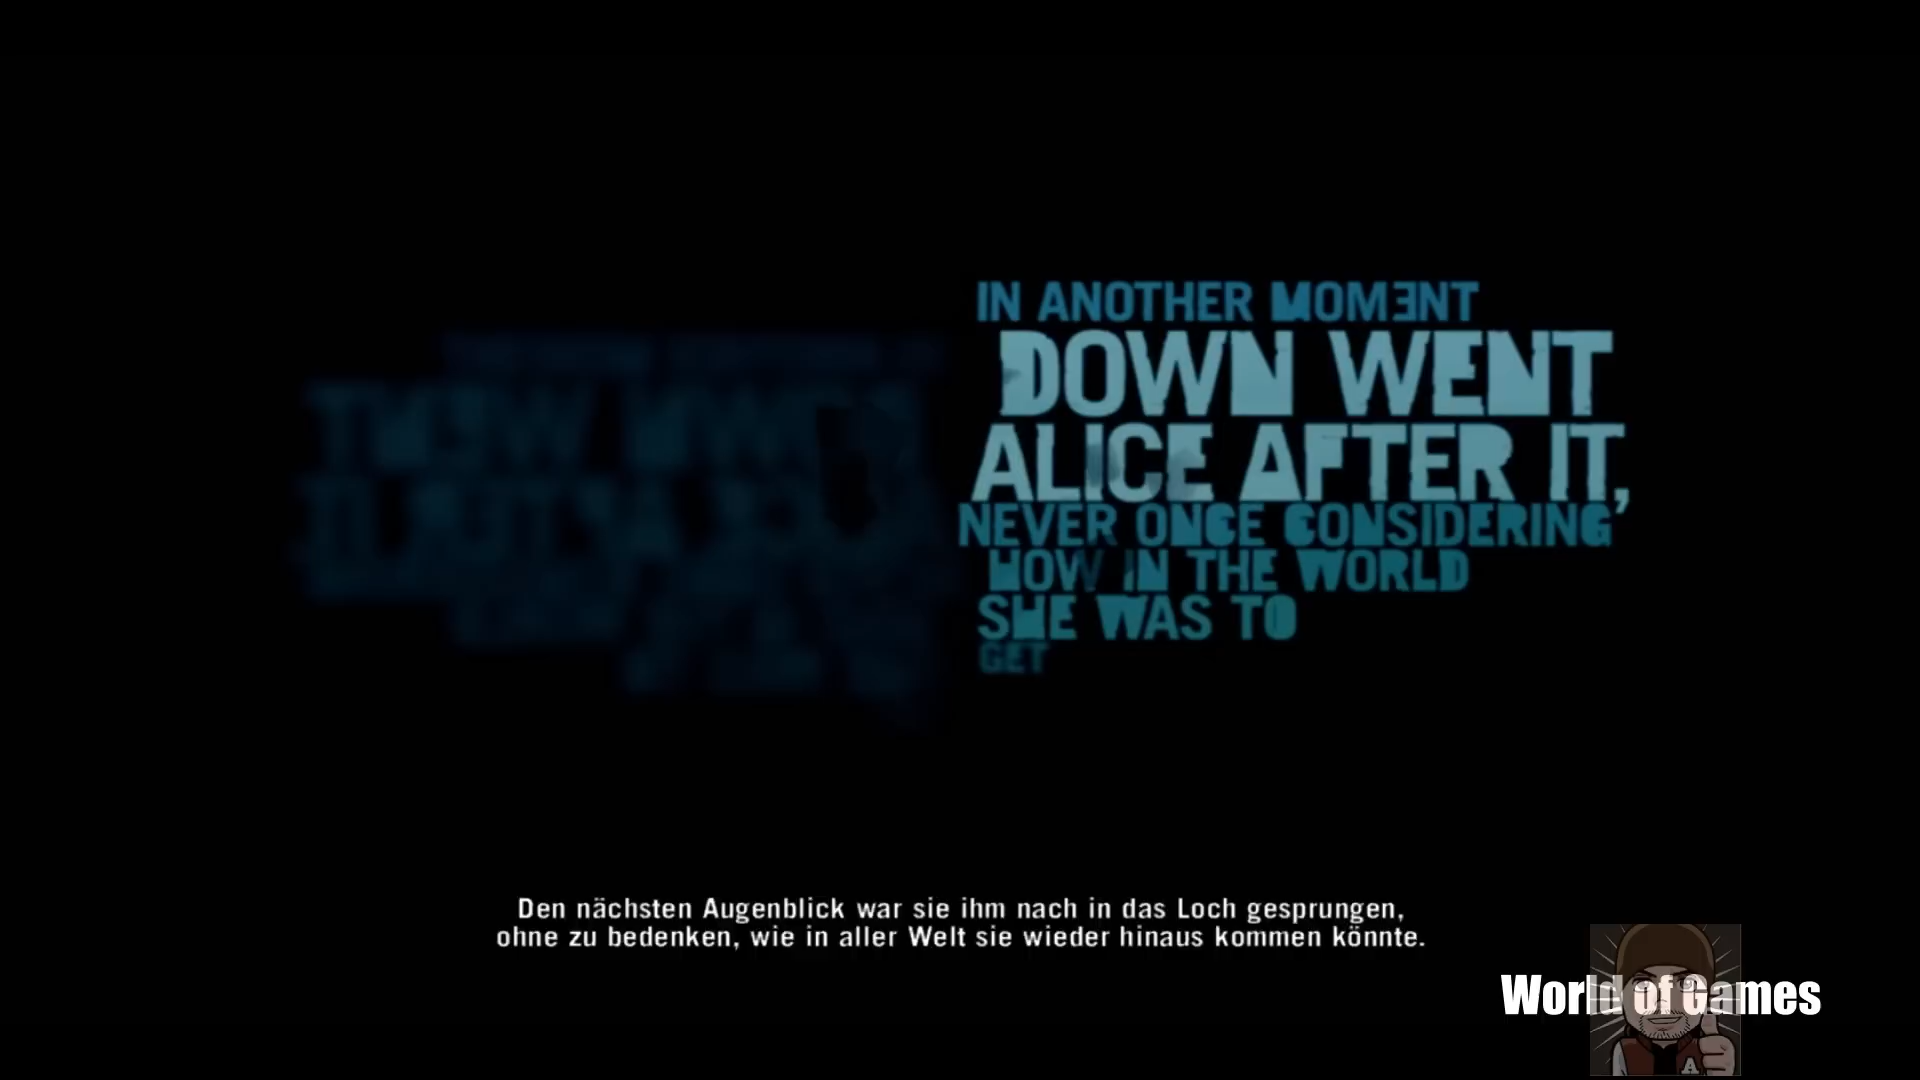 IN ANOTHER MOMENT
DOWN WENT
ALICE AFTER IT,
NEVER ONCE CONSIDERING
HOW IN THE WORLD
SHE WAS TO
GET
Den nächsten Augenblick war sie ihm nach in das Loch gesprungen,
ohne zu bedenken, wie in aller Welt sie wieder hinaus kommen könnte.
World of Games
A